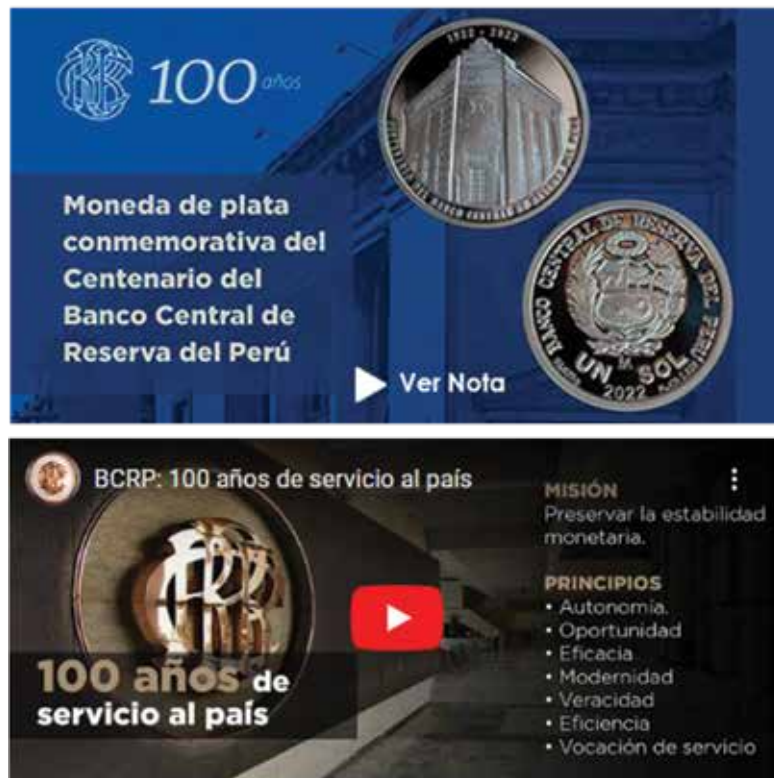 100 años
1922 - 2022
Moneda de plata
conmemorativa del
Centenario del
Banco Central de
Reserva del Perú
BANCO CENTRAL DE RESERVA DEL PERÚ
UN SOL
2022
Ver Nota
BCRP: 100 años de servicio al país
MISIÓN
Preservar la estabilidad
monetaria.
PRINCIPIOS
• Autonomía.
• Oportunidad
• Eficacia
• Modernidad
• Veracidad
• Eficiencia
• Vocación de servicio
100 años de
servicio al país